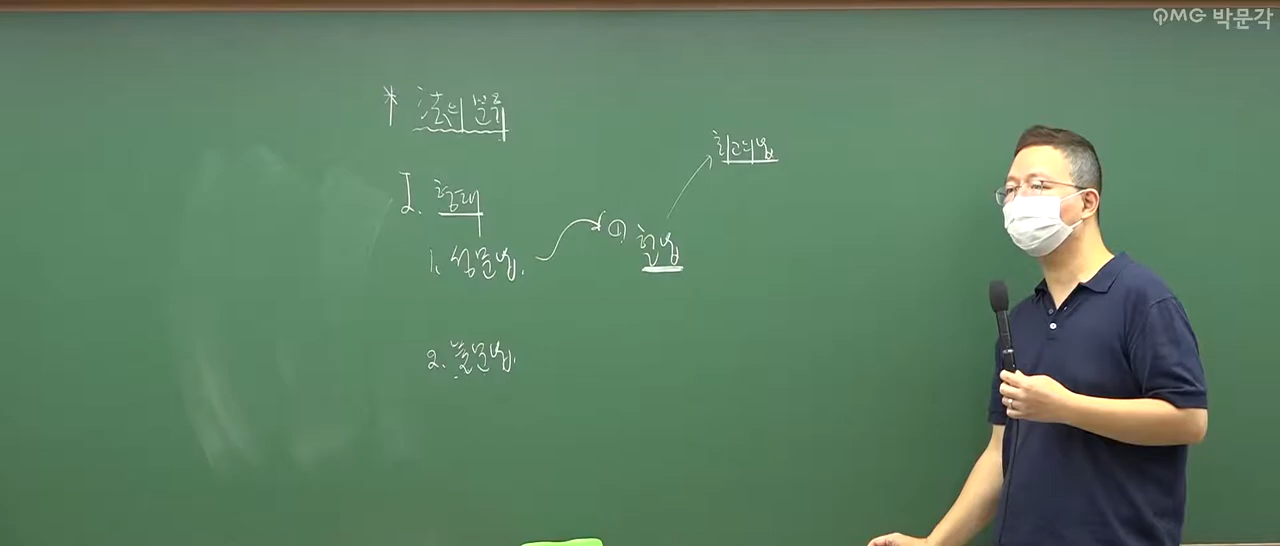 QMG 박문각
* 法의 분류
I. 형태
1. 성문법.
① 헌법
최고의 법
2. 불문법.